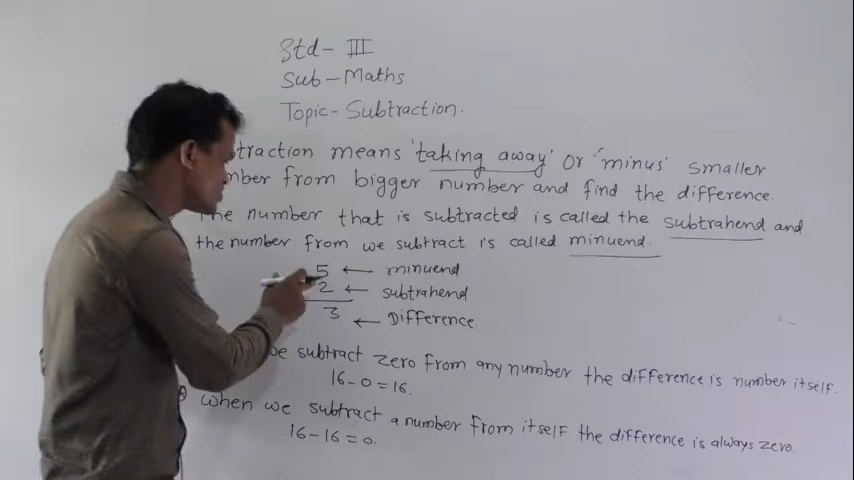 Std- III
Sub-Maths
Topic-Subtraction.
traction means 'taking away' or 'minus' smaller
mber from bigger number and find the difference.
The number that is subtracted is called the subtrahend and
the number from we subtract is called minuend.
5 ← minuend
2 ← subtrahend
3 ← Difference.
we subtract zero from any number the difference is number itself.
16-0=16.
when we subtract a number from itself the difference is always zero.
16-16=0.